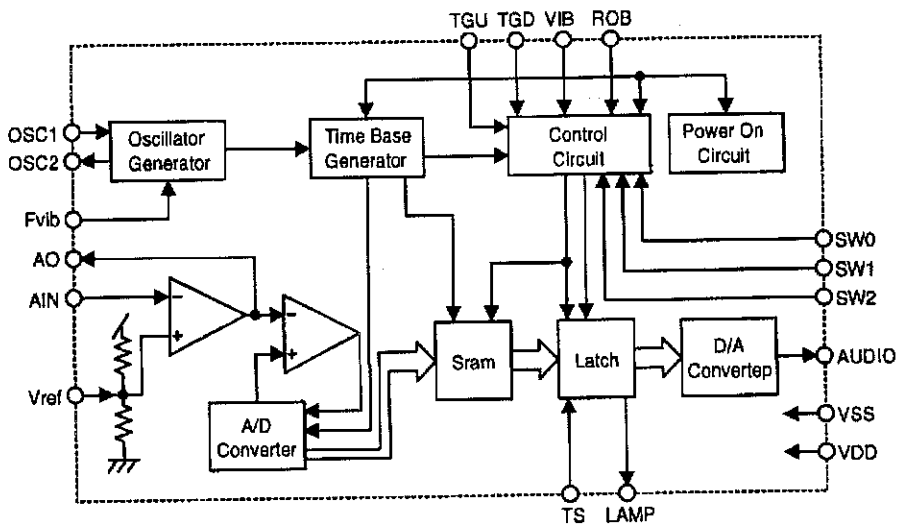 TGU TGD VIB ROB
OSC1
OSC2
Oscillator
Generator
Time Base
Generator
Control
Circuit
Power On
Circuit
Fvib
AO
AIN
Vref
−
+
−
+
SW0
SW1
SW2
A/D
Converter
Sram
Latch
D/A
Convertep
AUDIO
VSS
VDD
TS LAMP